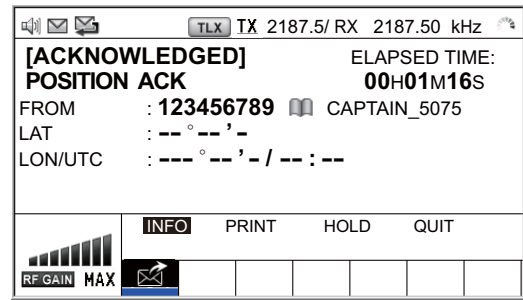 TLX TX 2187.5/ RX 2187.50 kHz
[ACKNOWLEDGED] ELAPSED TIME:
POSITION ACK 00H01M16S
FROM : 123456789 CAPTAIN_5075
LAT : -- ° -- ’ -
LON/UTC : --- ° -- ’ - / -- : --
INFO PRINT HOLD QUIT
RF GAIN MAX